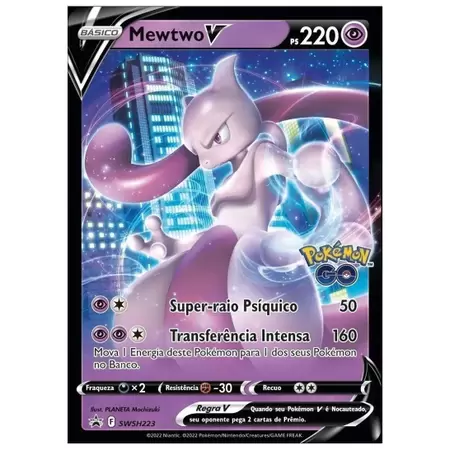 BÁSICO Mewtwo V PS 220
Pokémon
GO
Super-raio Psíquico 50
Transferência Intensa 160
Mova 1 Energia deste Pokémon para 1 dos seus Pokémon
no Banco.
Fraqueza ×2 Resistência -30 Recuo
Ilust. PLANETA Mochizuki
Regra V Quando seu Pokémon V é Nocauteado,
seu oponente pega 2 cartas de Prêmio.
F SWSH223
©2022 Niantic. ©2022 Pokémon/Nintendo/Creatures/GAME FREAK.